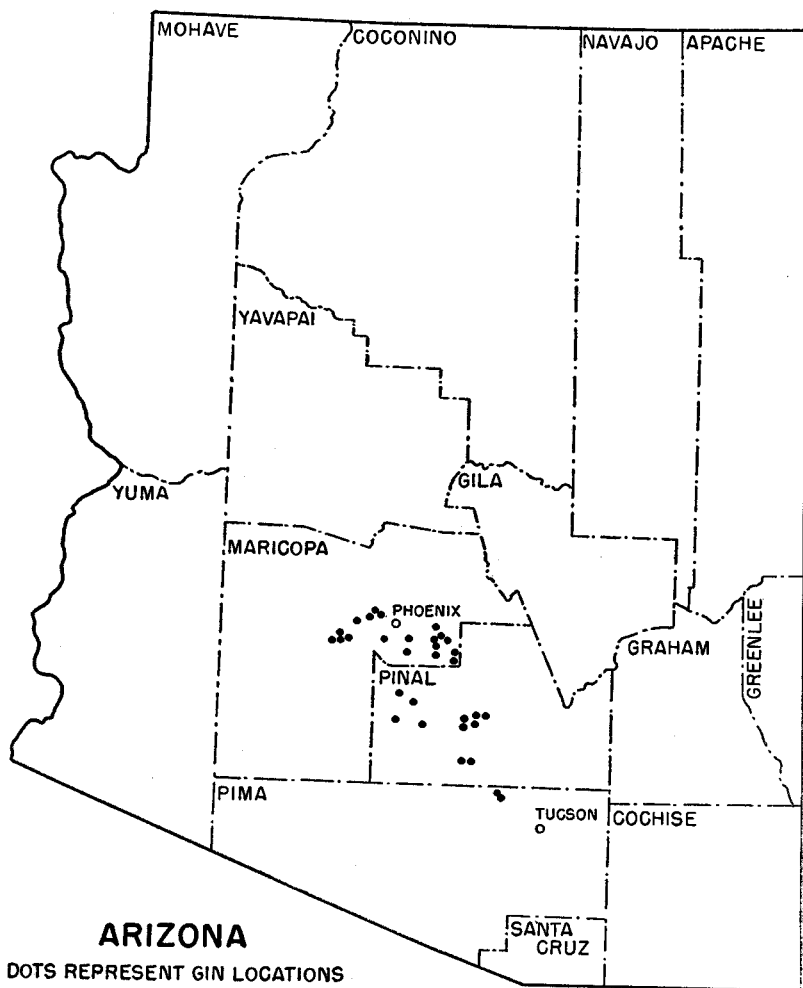 MOHAVE
COCONINO
NAVAJO
APACHE
YAVAPAI
YUMA
GILA
MARICOPA
PHOENIX
GRAHAM
GREENLEE
PINAL
PIMA
TUCSON
COCHISE
SANTA
CRUZ
ARIZONA
DOTS REPRESENT GIN LOCATIONS